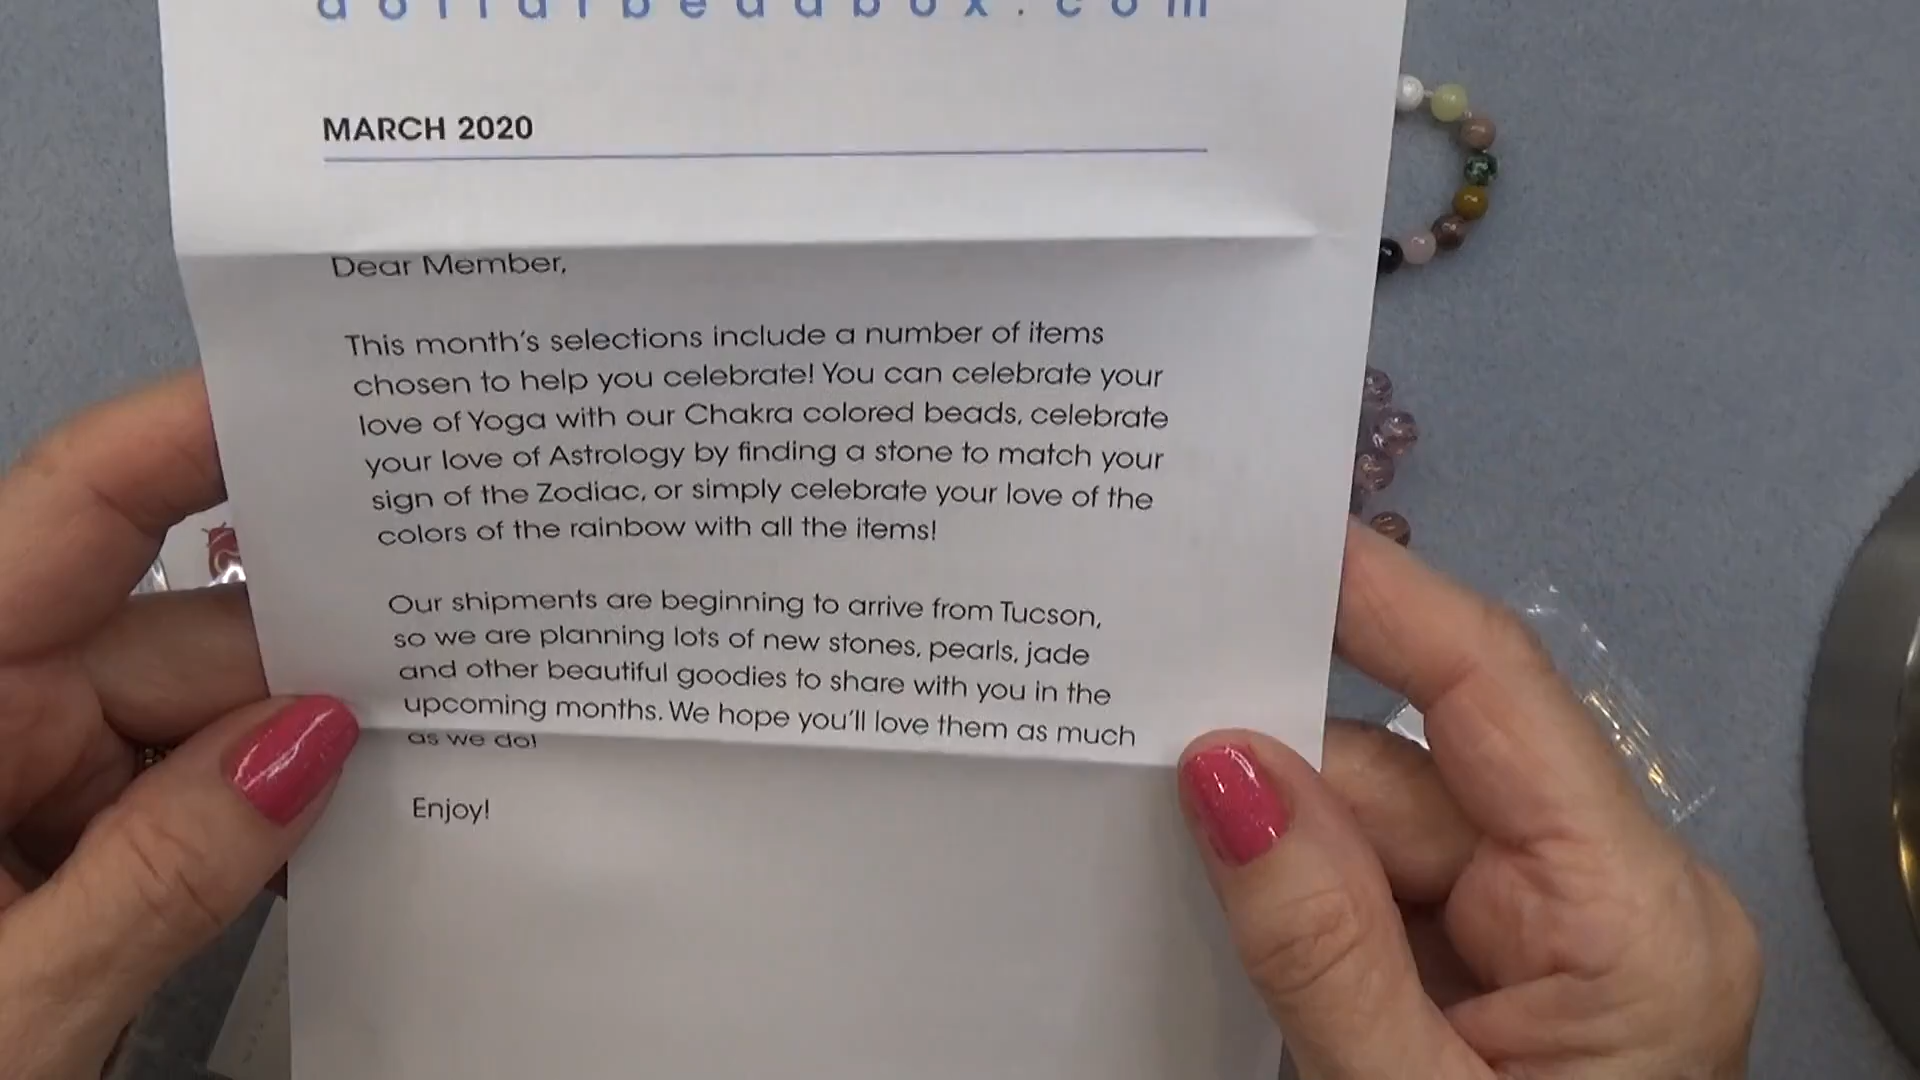 dollarbeadbox.com
MARCH 2020
Dear Member,
This month's selections include a number of items
chosen to help you celebrate! You can celebrate your
love of Yoga with our Chakra colored beads, celebrate
your love of Astrology by finding a stone to match your
sign of the Zodiac, or simply celebrate your love of the
colors of the rainbow with all the items!
Our shipments are beginning to arrive from Tucson,
so we are planning lots of new stones, pearls, jade
and other beautiful goodies to share with you in the
upcoming months. We hope you'll love them as much
as we do!
Enjoy!